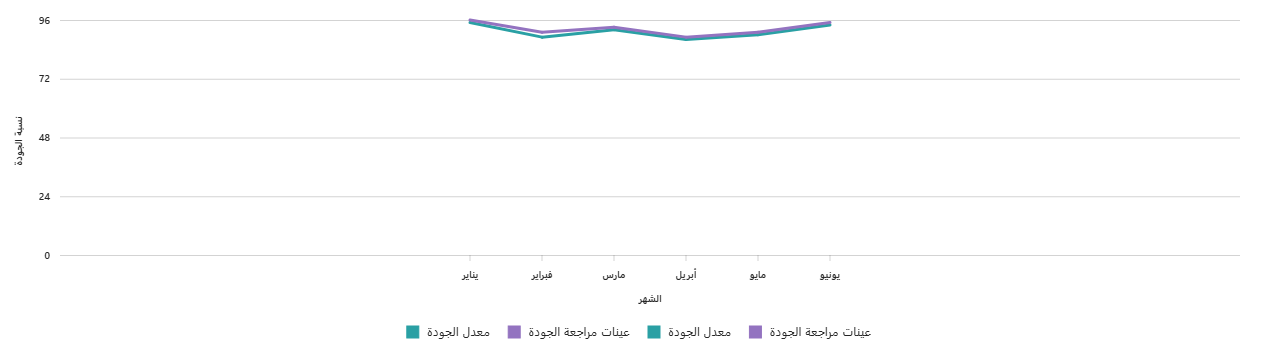 96
72
48
24
0
نسبة الجودة
يناير فبراير مارس أبريل مايو يونيو
الشهر
معدل الجودة عينات مراجعة الجودة معدل الجودة عينات مراجعة الجودة